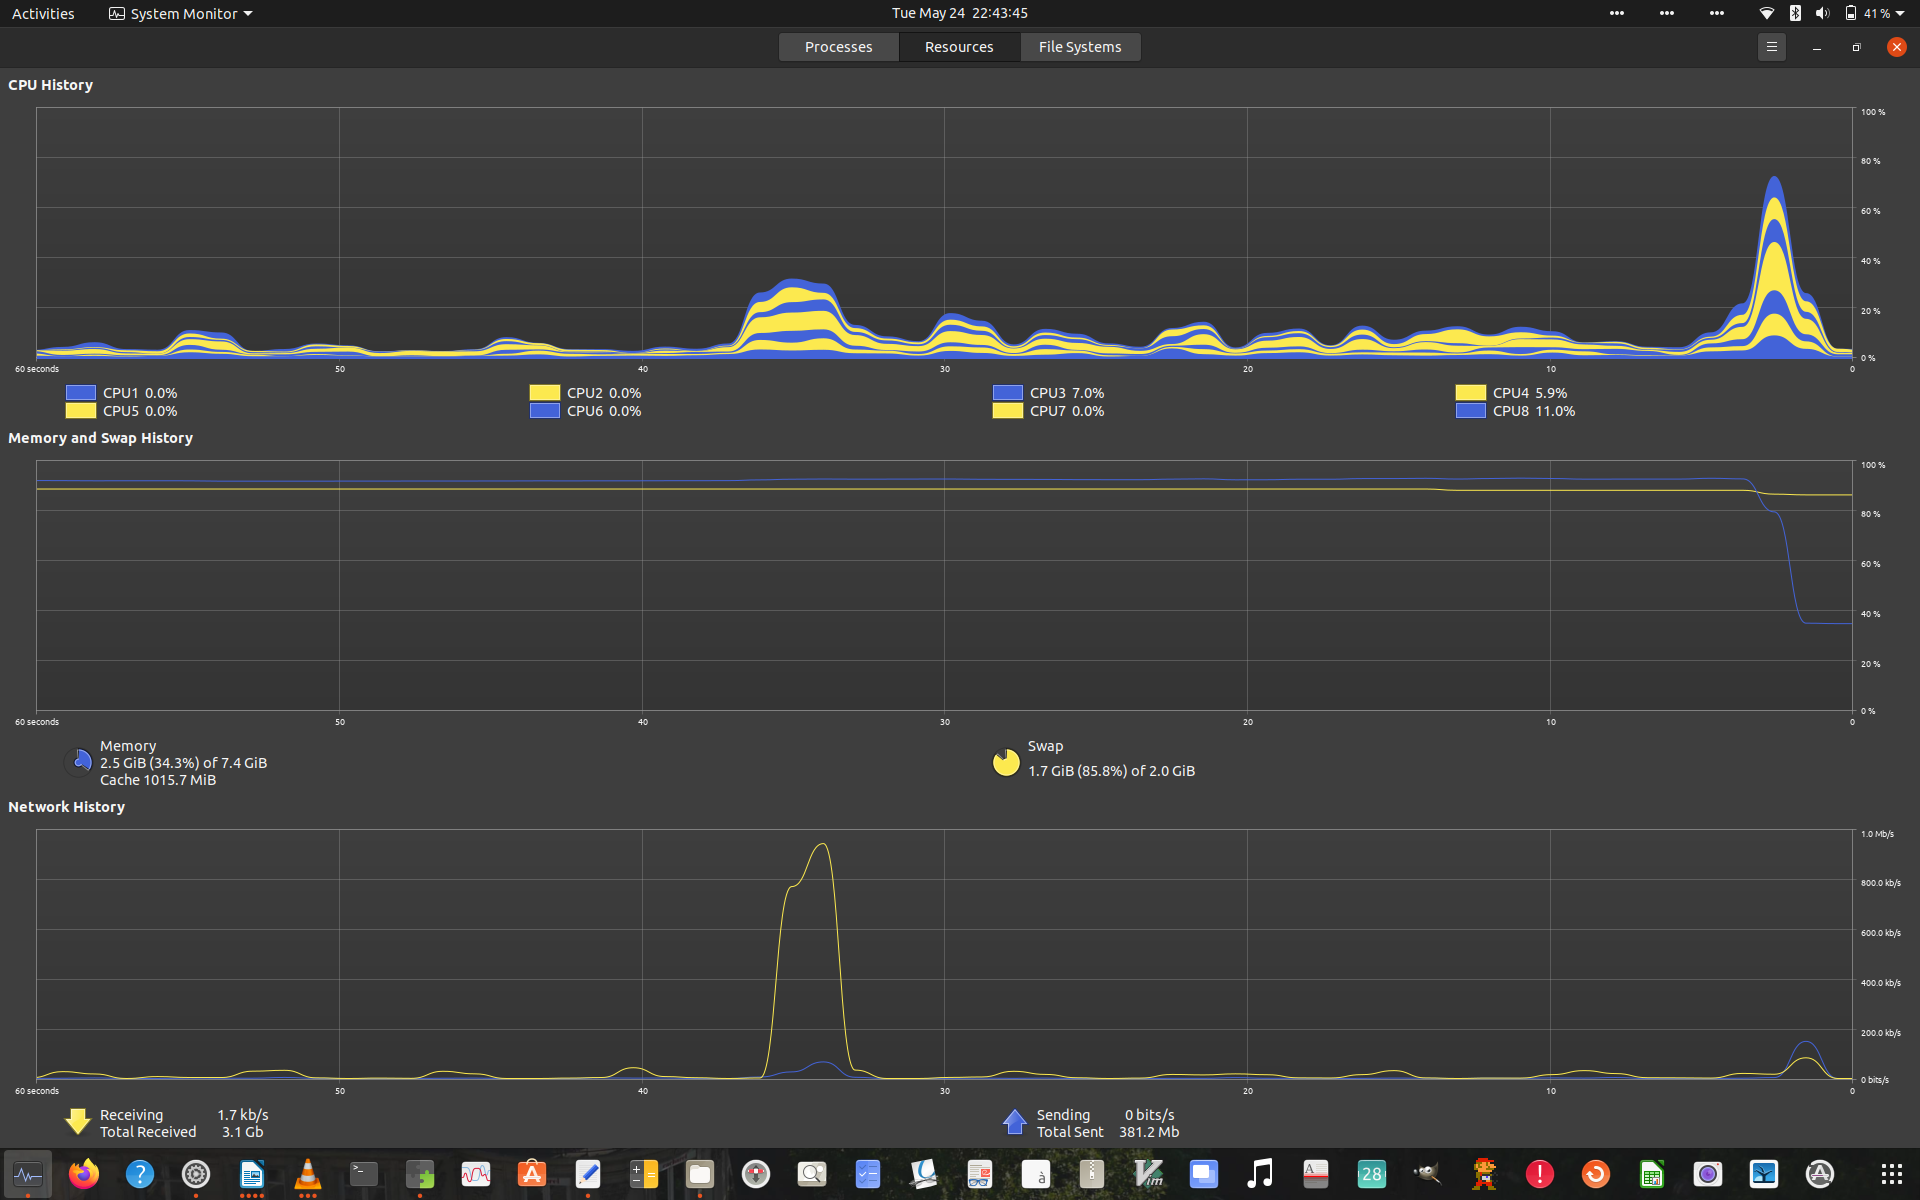 Activities System Monitor Tue May 24 22:43:45 41 %
Processes Resources File Systems
CPU History
100 %
80 %
60 %
40 %
20 %
0 %
60 seconds 50 40 30 20 10 0
CPU1 0.0% CPU2 0.0% CPU3 7.0% CPU4 5.9%
CPU5 0.0% CPU6 0.0% CPU7 0.0% CPU8 11.0%
Memory and Swap History
100 %
80 %
60 %
40 %
20 %
0 %
60 seconds 50 40 30 20 10 0
Memory Swap
2.5 GiB (34.3%) of 7.4 GiB 1.7 GiB (85.8%) of 2.0 GiB
Cache 1015.7 MiB
Network History
1.0 Mb/s
800.0 kb/s
600.0 kb/s
400.0 kb/s
200.0 kb/s
0 bits/s
60 seconds 50 40 30 20 10 0
Receiving 1.7 kb/s Sending 0 bits/s
Total Received 3.1 Gb Total Sent 381.2 Mb
? >_ à Vim A 28 !